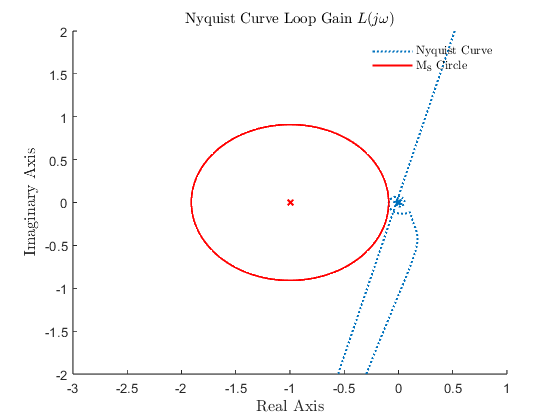 Nyquist Curve Loop Gain L(jω)
2
1.5
1
0.5
0
-0.5
-1
-1.5
-2
Imaginary Axis
Nyquist Curve
M_S Circle
-3 -2.5 -2 -1.5 -1 -0.5 0 0.5 1
Real Axis